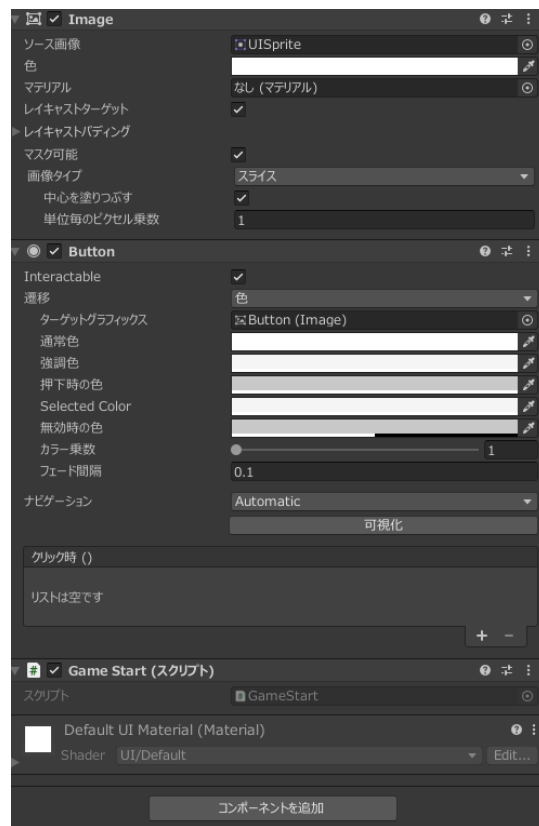 Image
ソース画像 UISprite
色
マテリアル なし (マテリアル)
レイキャストターゲット
レイキャストパディング
マスク可能
画像タイプ スライス
中心を塗りつぶす
単位毎のピクセル乗数 1
Button
Interactable
遷移 色
ターゲットグラフィックス Button (Image)
通常色
強調色
押下時の色
Selected Color
無効時の色
カラー乗数 1
フェード間隔 0.1
ナビゲーション Automatic
可視化
クリック時 ()
リストは空です
+ −
# Game Start (スクリプト)
スクリプト GameStart
Default UI Material (Material)
Shader UI/Default Edit...
コンポーネントを追加